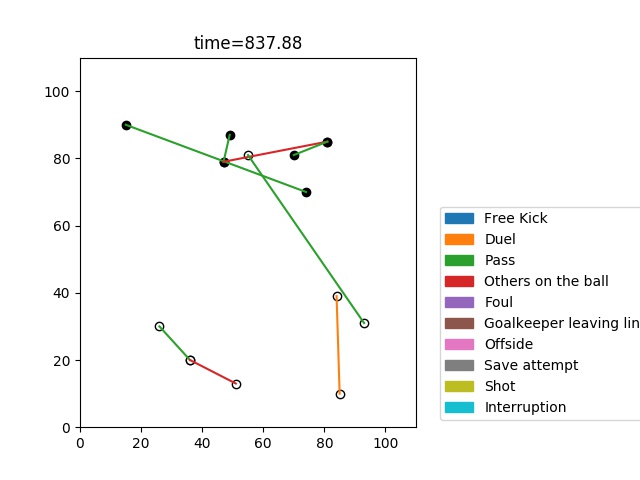 time=837.88
100
80
60
40
20
0
0 20 40 60 80 100
Free Kick
Duel
Pass
Others on the ball
Foul
Goalkeeper leaving lin
Offside
Save attempt
Shot
Interruption